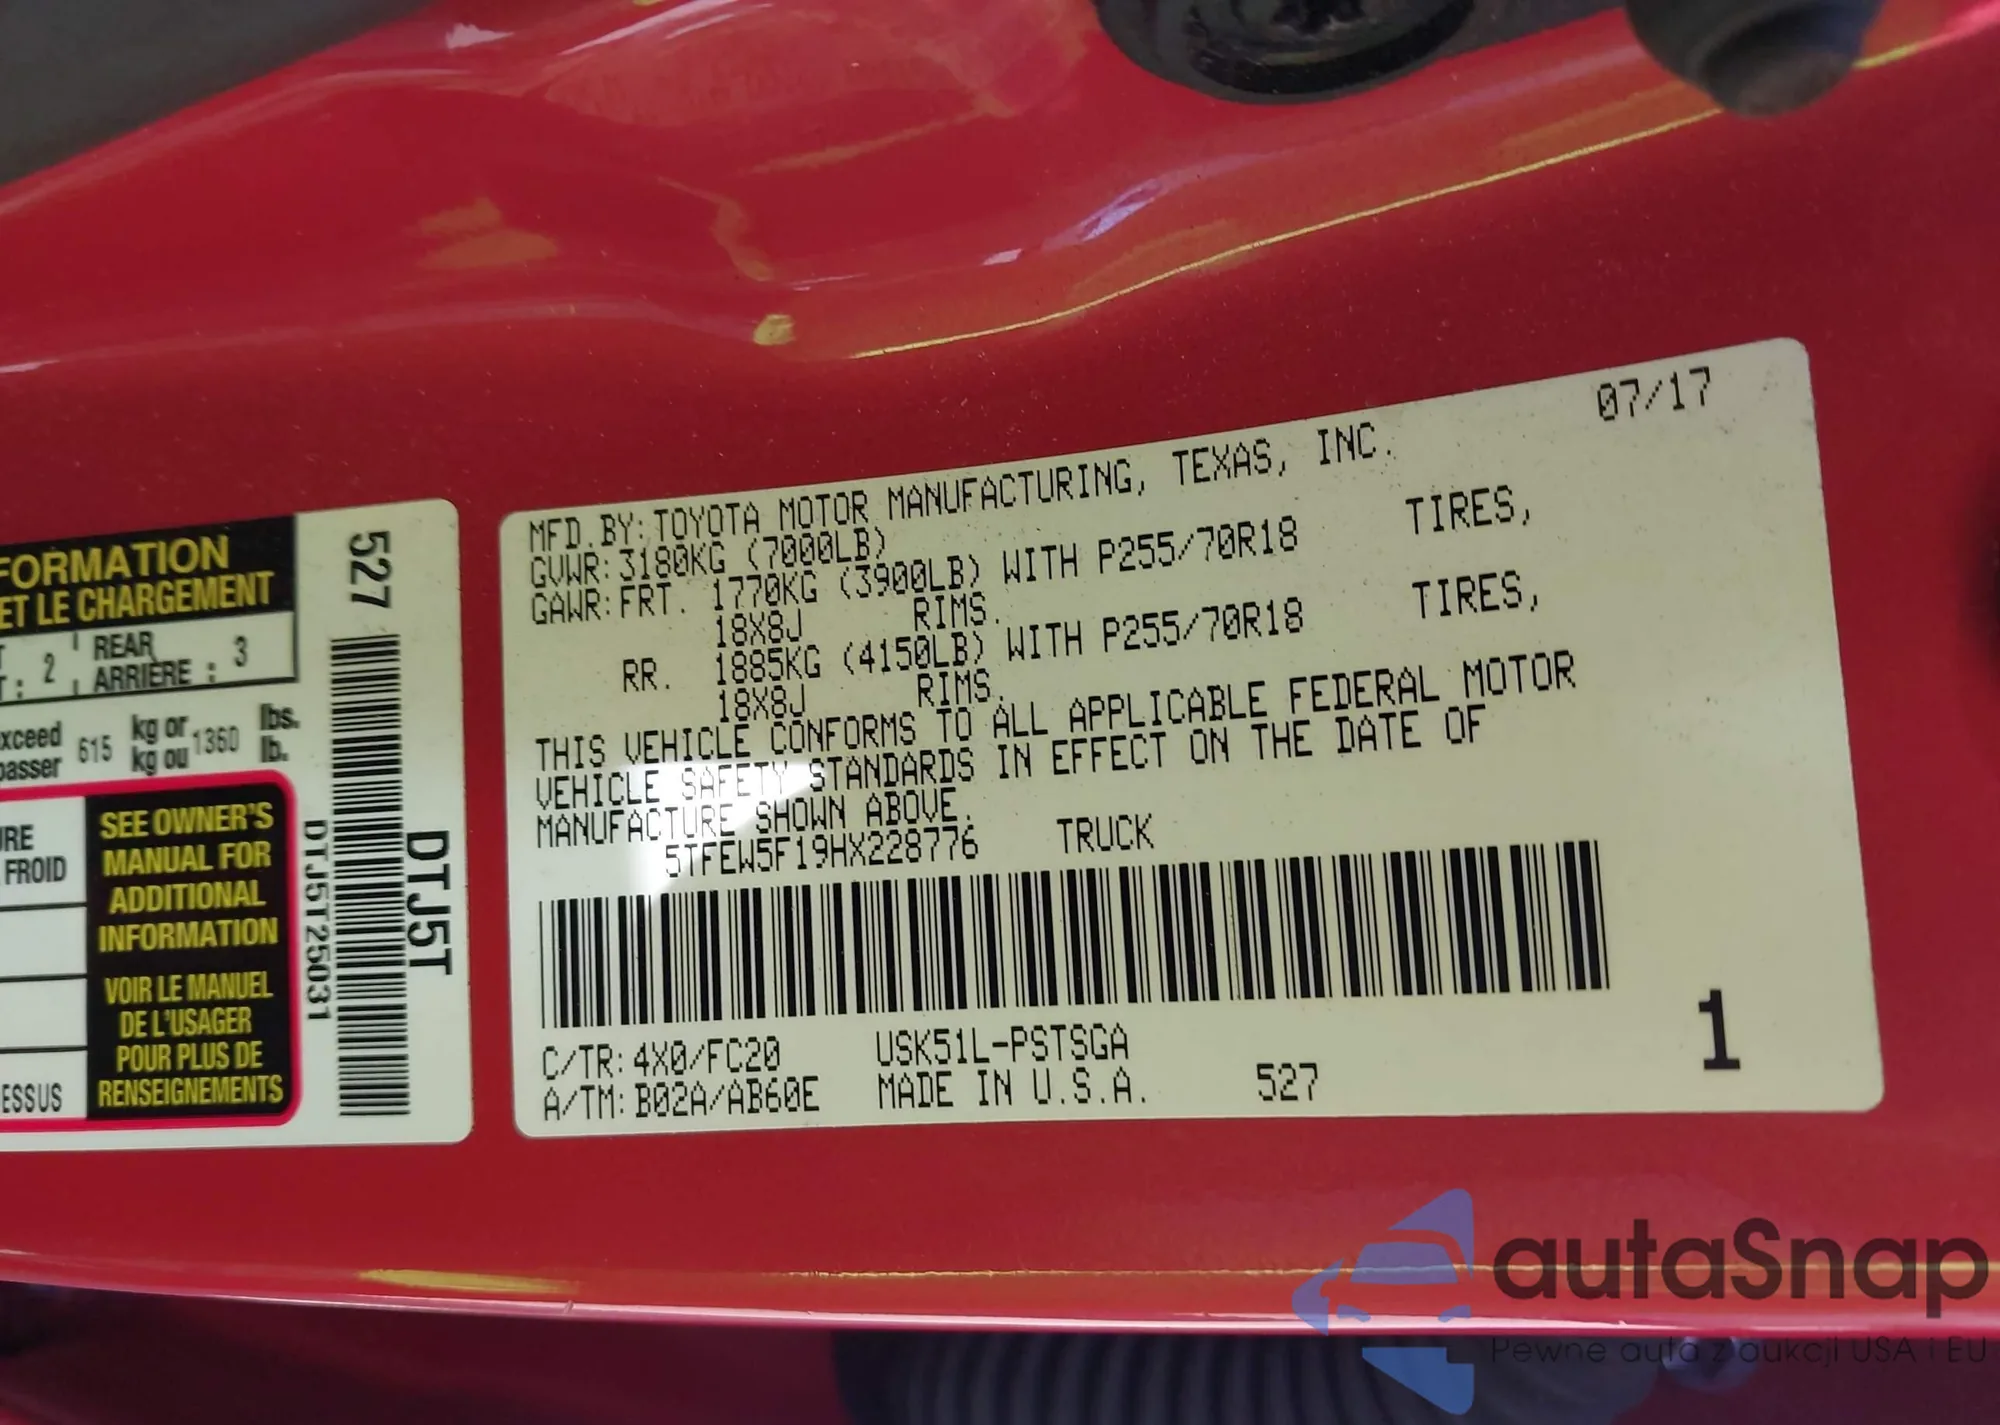 FORMATION
ET LE CHARGEMENT
2 REAR
ARRIÈRE : 3
615 kg or 1360 lbs.
kg ou lb.
FROID
SEE OWNER'S
MANUAL FOR
ADDITIONAL
INFORMATION
VOIR LE MANUEL
DE L'USAGER
POUR PLUS DE
RENSEIGNEMENTS
527
DTJ5T25031
DTJ5T
07/17
MFD.BY:TOYOTA MOTOR MANUFACTURING, TEXAS, INC.
GVWR:3180KG (7000LB)
GAWR:FRT. 1770KG (3900LB) WITH P255/70R18 TIRES,
18X8J RIMS.
RR. 1885KG (4150LB) WITH P255/70R18 TIRES,
18X8J RIMS.
THIS VEHICLE CONFORMS TO ALL APPLICABLE FEDERAL MOTOR
VEHICLE SAFETY STANDARDS IN EFFECT ON THE DATE OF
MANUFACTURE SHOWN ABOVE.
5TFEW5F19HX228776 TRUCK
C/TR:4X0/FC20 USK51L-PSTSGA
A/TM:B02A/AB60E MADE IN U.S.A. 527
1
autaSnap
Pewne auta z aukcji USA i EU